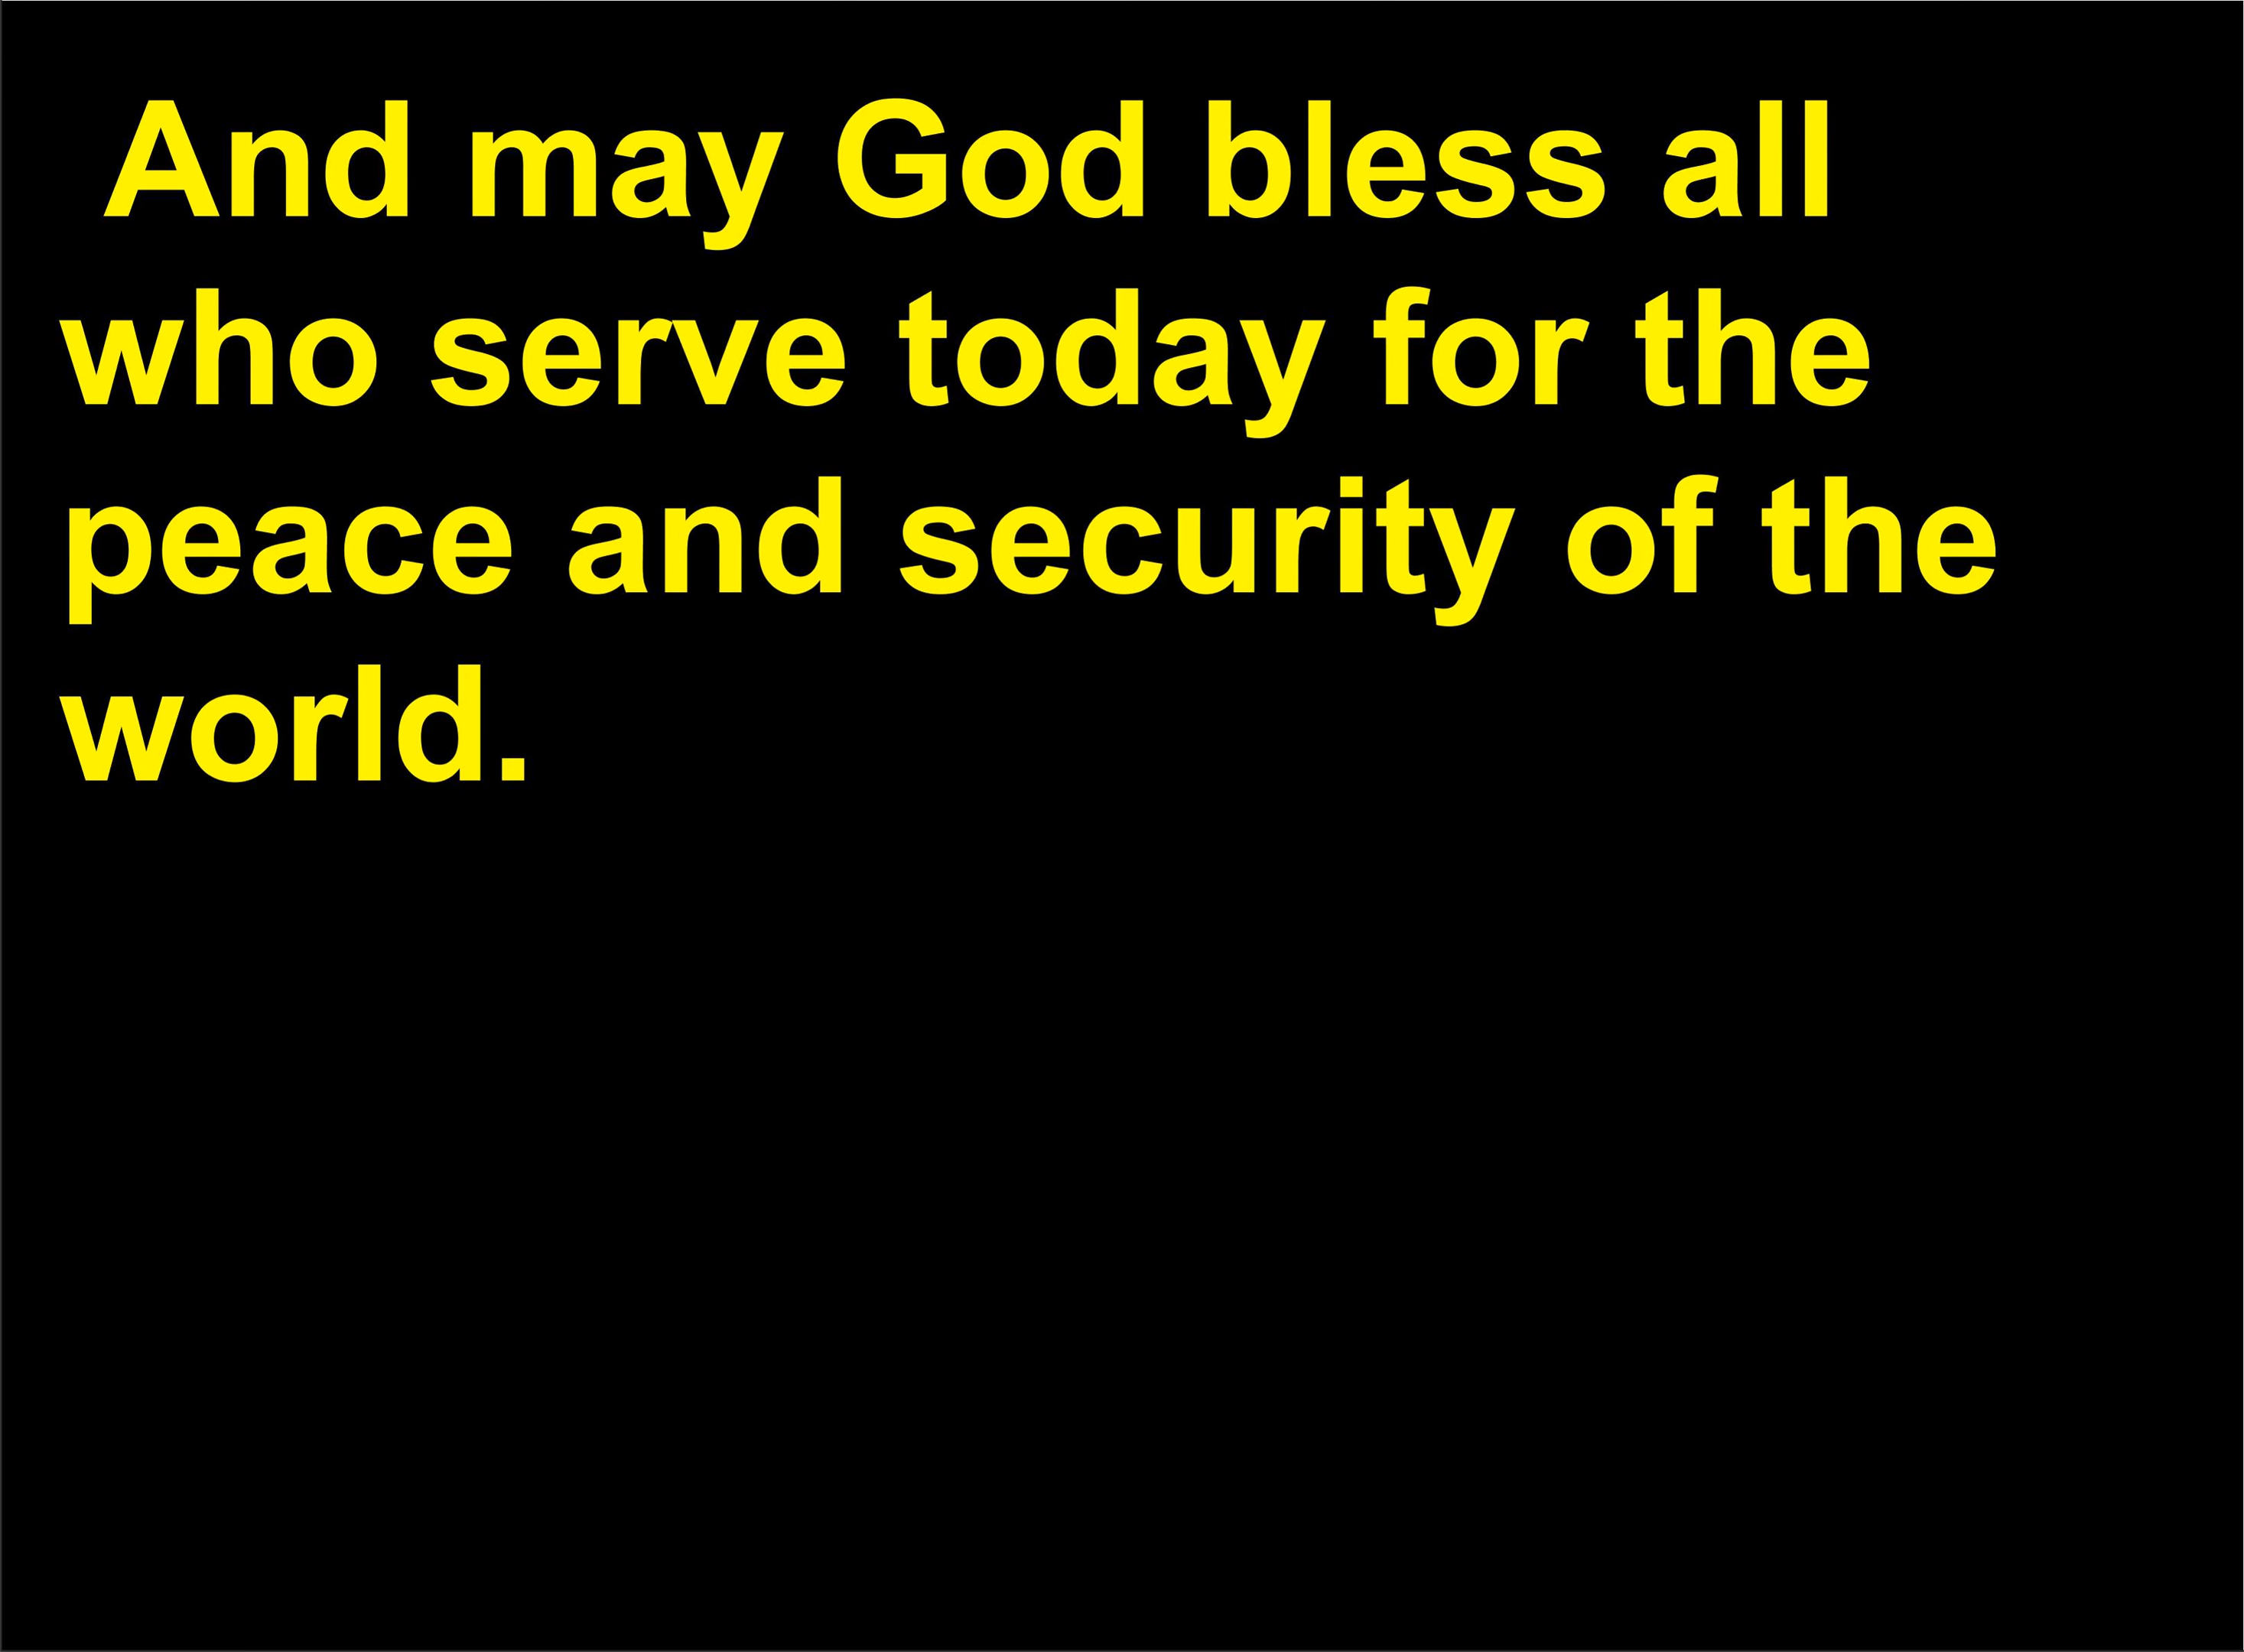 And may God bless all
who serve today for the
peace and security of the
world.